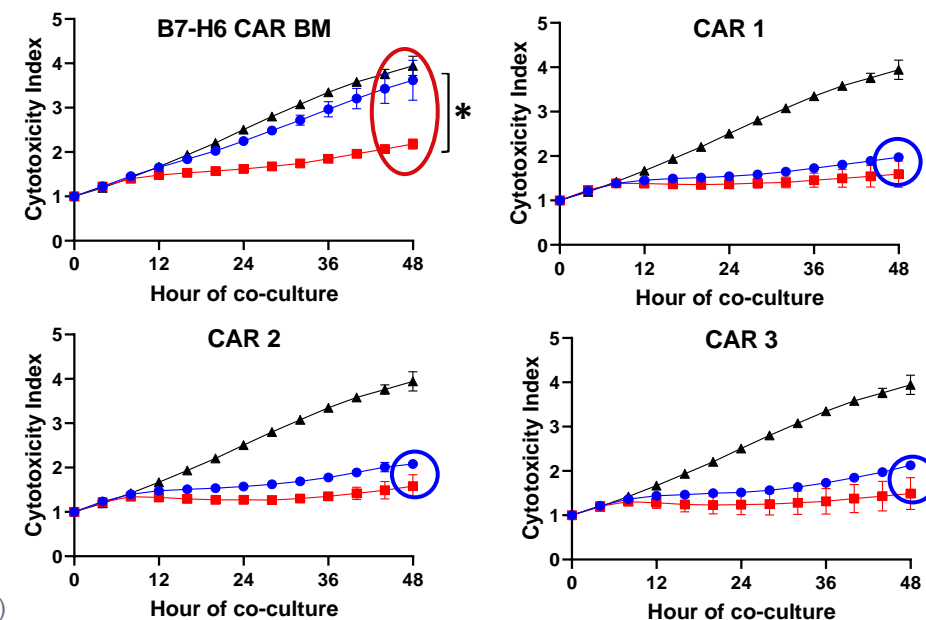 B7-H6 CAR BM
Cytotoxicity Index
5
4
3
2
1
0
*
0 12 24 36 48
Hour of co-culture
CAR 1
Cytotoxicity Index
5
4
3
2
1
0
0 12 24 36 48
Hour of co-culture
CAR 2
Cytotoxicity Index
5
4
3
2
1
0
0 12 24 36 48
Hour of co-culture
)
CAR 3
Cytotoxicity Index
5
4
3
2
1
0
0 12 24 36 48
Hour of co-culture